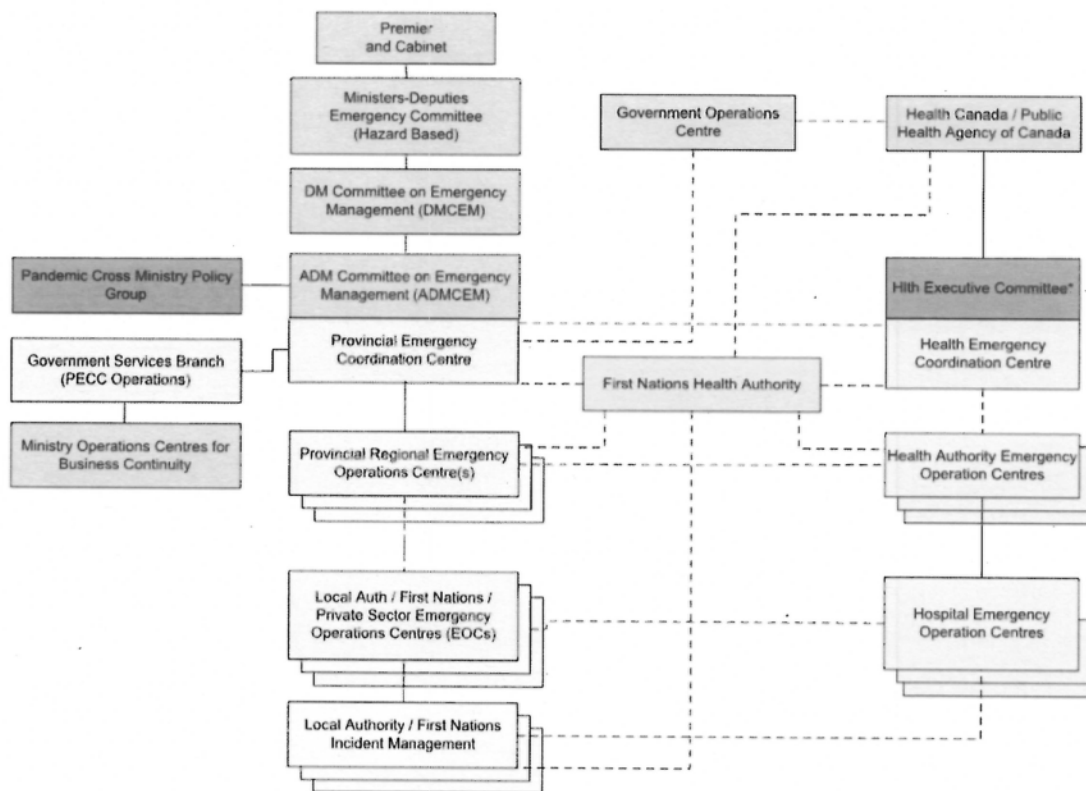 Premier
and Cabinet
Ministers-Deputies
Emergency Committee
(Hazard Based)
Government Operations
Centre
Health Canada / Public
Health Agency of Canada
DM Committee on Emergency
Management (DMCEM)
Pandemic Cross Ministry Policy
Group
ADM Committee on Emergency
Management (ADMCEM)
Hlth Executive Committee*
Provincial Emergency
Coordination Centre
Health Emergency
Coordination Centre
Government Services Branch
(PECC Operations)
First Nations Health Authority
Ministry Operations Centres for
Business Continuity
Provincial Regional Emergency
Operations Centre(s)
Health Authority Emergency
Operation Centres
Local Auth / First Nations /
Private Sector Emergency
Operations Centres (EOCs)
Hospital Emergency
Operation Centres
Local Authority / First Nations
Incident Management